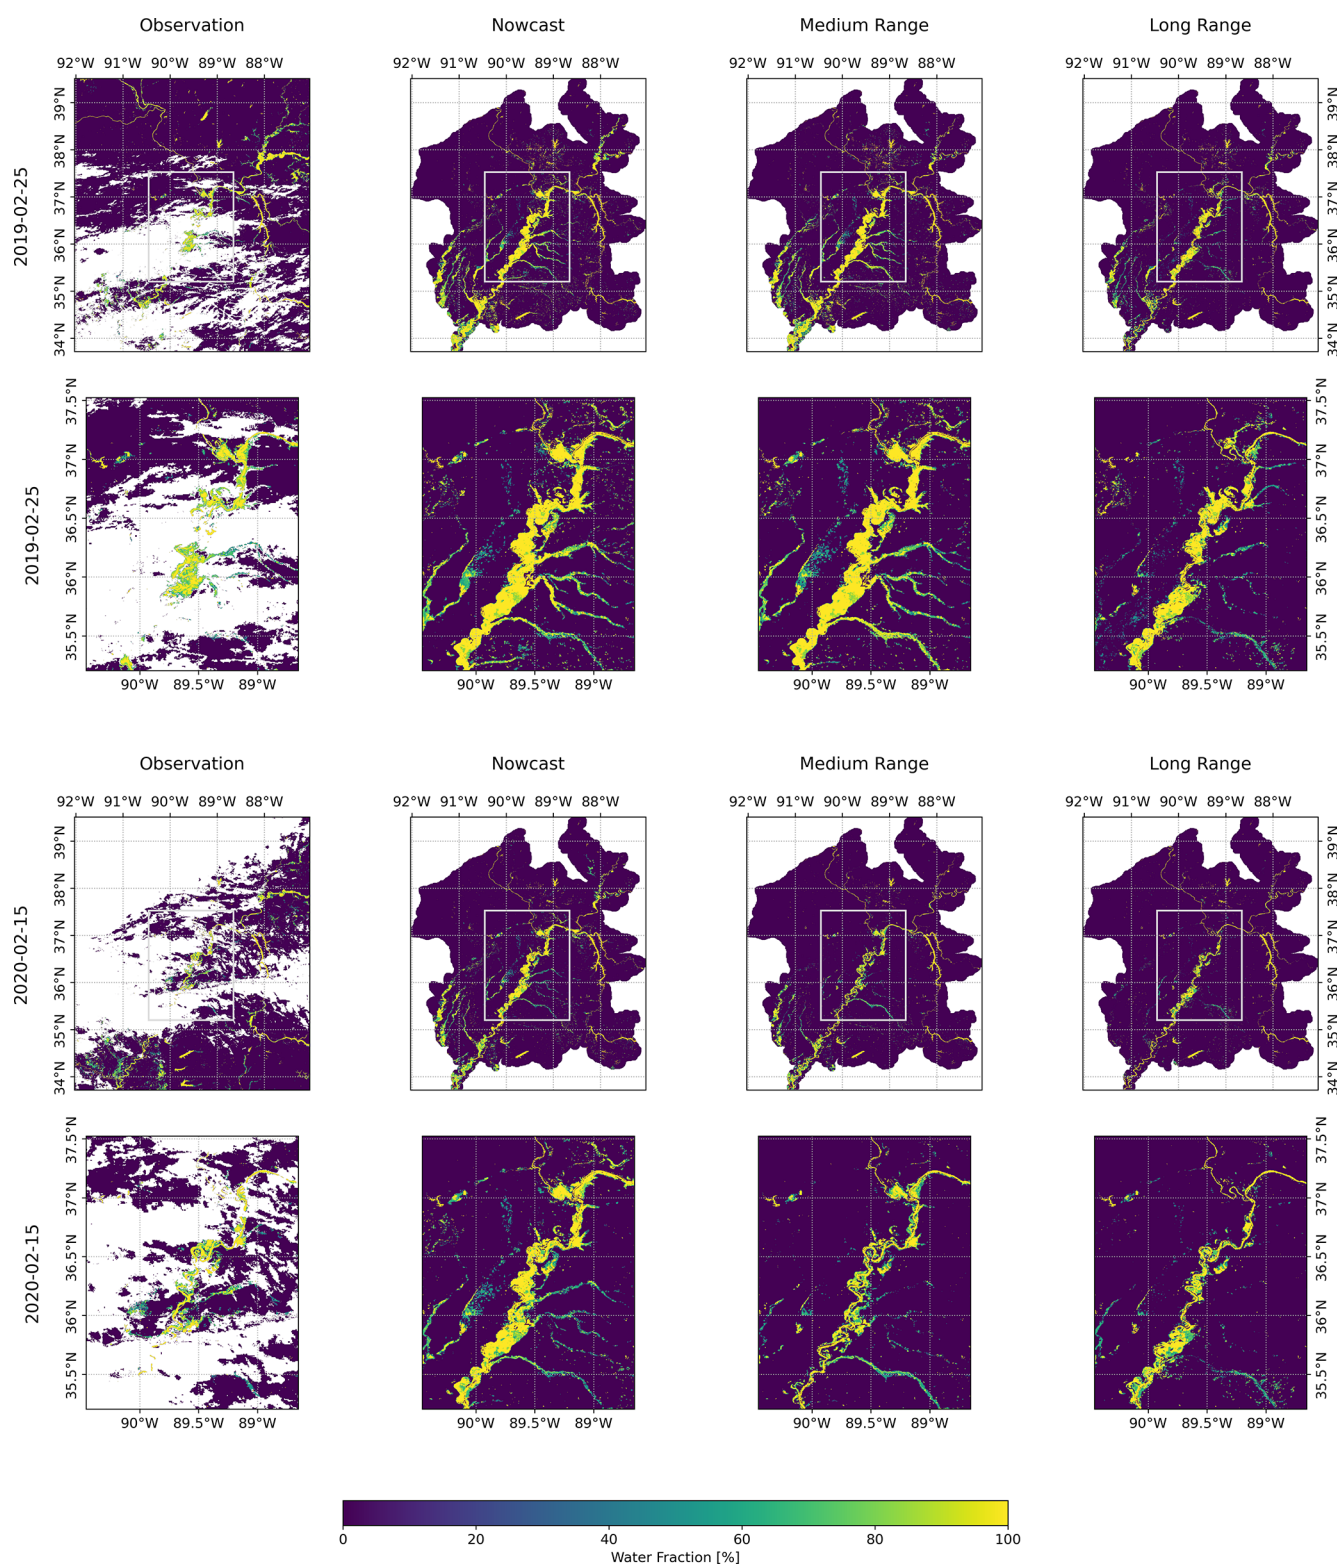 Observation Nowcast Medium Range Long Range
92°W 91°W 90°W 89°W 88°W 92°W 91°W 90°W 89°W 88°W 92°W 91°W 90°W 89°W 88°W 92°W 91°W 90°W 89°W 88°W
2019-02-25
39°N 38°N 37°N 36°N 35°N 34°N
39°N 38°N 37°N 36°N 35°N 34°N
2019-02-25
37.5°N 37°N 36.5°N 36°N 35.5°N
37.5°N 37°N 36.5°N 36°N 35.5°N
90°W 89.5°W 89°W 90°W 89.5°W 89°W 90°W 89.5°W 89°W 90°W 89.5°W 89°W
Observation Nowcast Medium Range Long Range
92°W 91°W 90°W 89°W 88°W 92°W 91°W 90°W 89°W 88°W 92°W 91°W 90°W 89°W 88°W 92°W 91°W 90°W 89°W 88°W
2020-02-15
39°N 38°N 37°N 36°N 35°N 34°N
39°N 38°N 37°N 36°N 35°N 34°N
2020-02-15
37.5°N 37°N 36.5°N 36°N 35.5°N
37.5°N 37°N 36.5°N 36°N 35.5°N
90°W 89.5°W 89°W 90°W 89.5°W 89°W 90°W 89.5°W 89°W 90°W 89.5°W 89°W
0 20 40 60 80 100
Water Fraction [%]